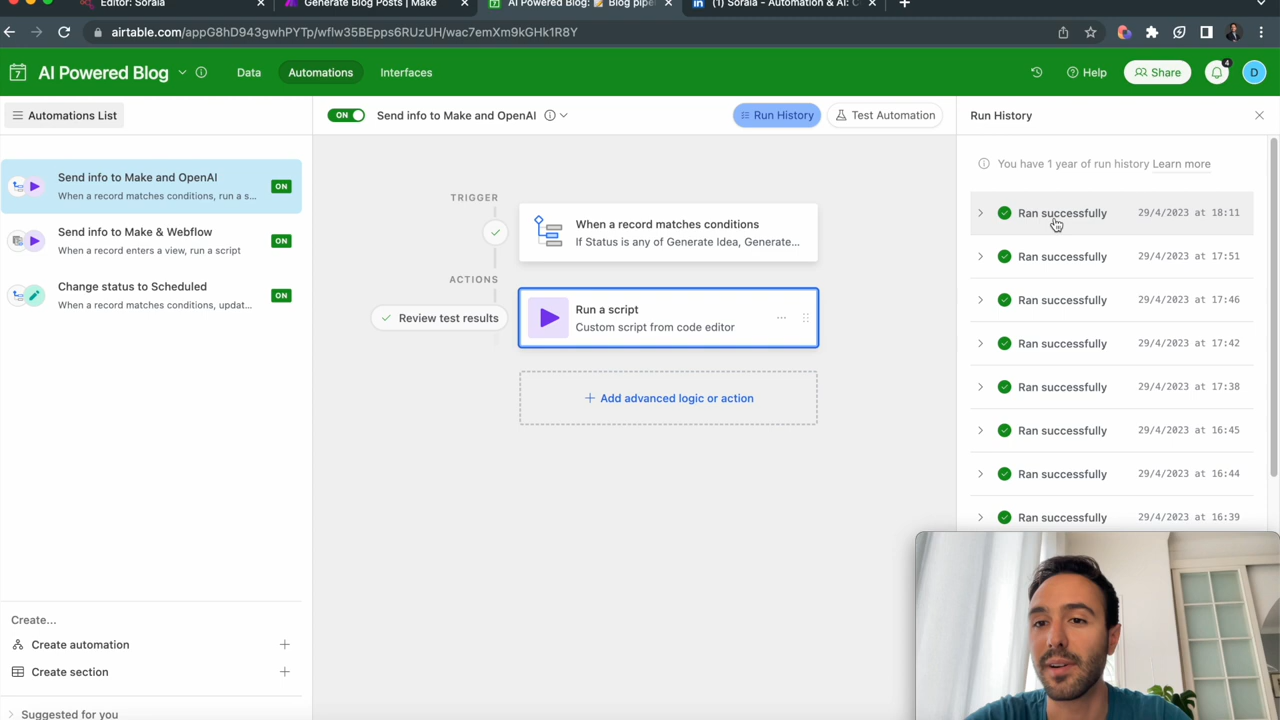 Editor: Soraia
Generate Blog Posts | Make
AI Powered Blog: 📝 Blog pipe
(1) Soraia - Automation & AI: C
airtable.com/appG8hD943gwhPYTp/wflw35BEpps6RUzUH/wac7emXm9kGHk1R8Y
AI Powered Blog
Data
Automations
Interfaces
Help
Share
4
D
Automations List
ON
Send info to Make and OpenAI
Run History
Test Automation
Run History
You have 1 year of run history Learn more
Send info to Make and OpenAI
When a record matches conditions, run a s...
ON
Send info to Make & Webflow
When a record enters a view, run a script
ON
Change status to Scheduled
When a record matches conditions, updat...
ON
TRIGGER
When a record matches conditions
If Status is any of Generate Idea, Generate...
ACTIONS
Review test results
Run a script
Custom script from code editor
Add advanced logic or action
Ran successfully 29/4/2023 at 18:11
Ran successfully 29/4/2023 at 17:51
Ran successfully 29/4/2023 at 17:46
Ran successfully 29/4/2023 at 17:42
Ran successfully 29/4/2023 at 17:38
Ran successfully 29/4/2023 at 16:45
Ran successfully 29/4/2023 at 16:44
Ran successfully 29/4/2023 at 16:39
Create...
Create automation
Create section
Suggested for you